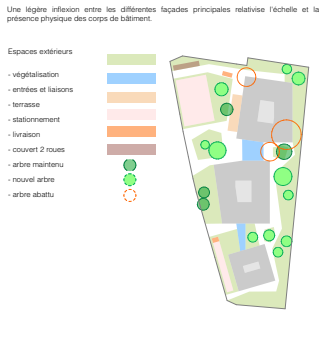 Une légère inflexion entre les différentes façades principales relativise l'échelle et la
présence physique des corps de bâtiment.
Espaces extérieurs
- végétalisation
- entrées et liaisons
- terrasse
- stationnement
- livraison
- couvert 2 roues
- arbre maintenu
- nouvel arbre
- arbre abattu